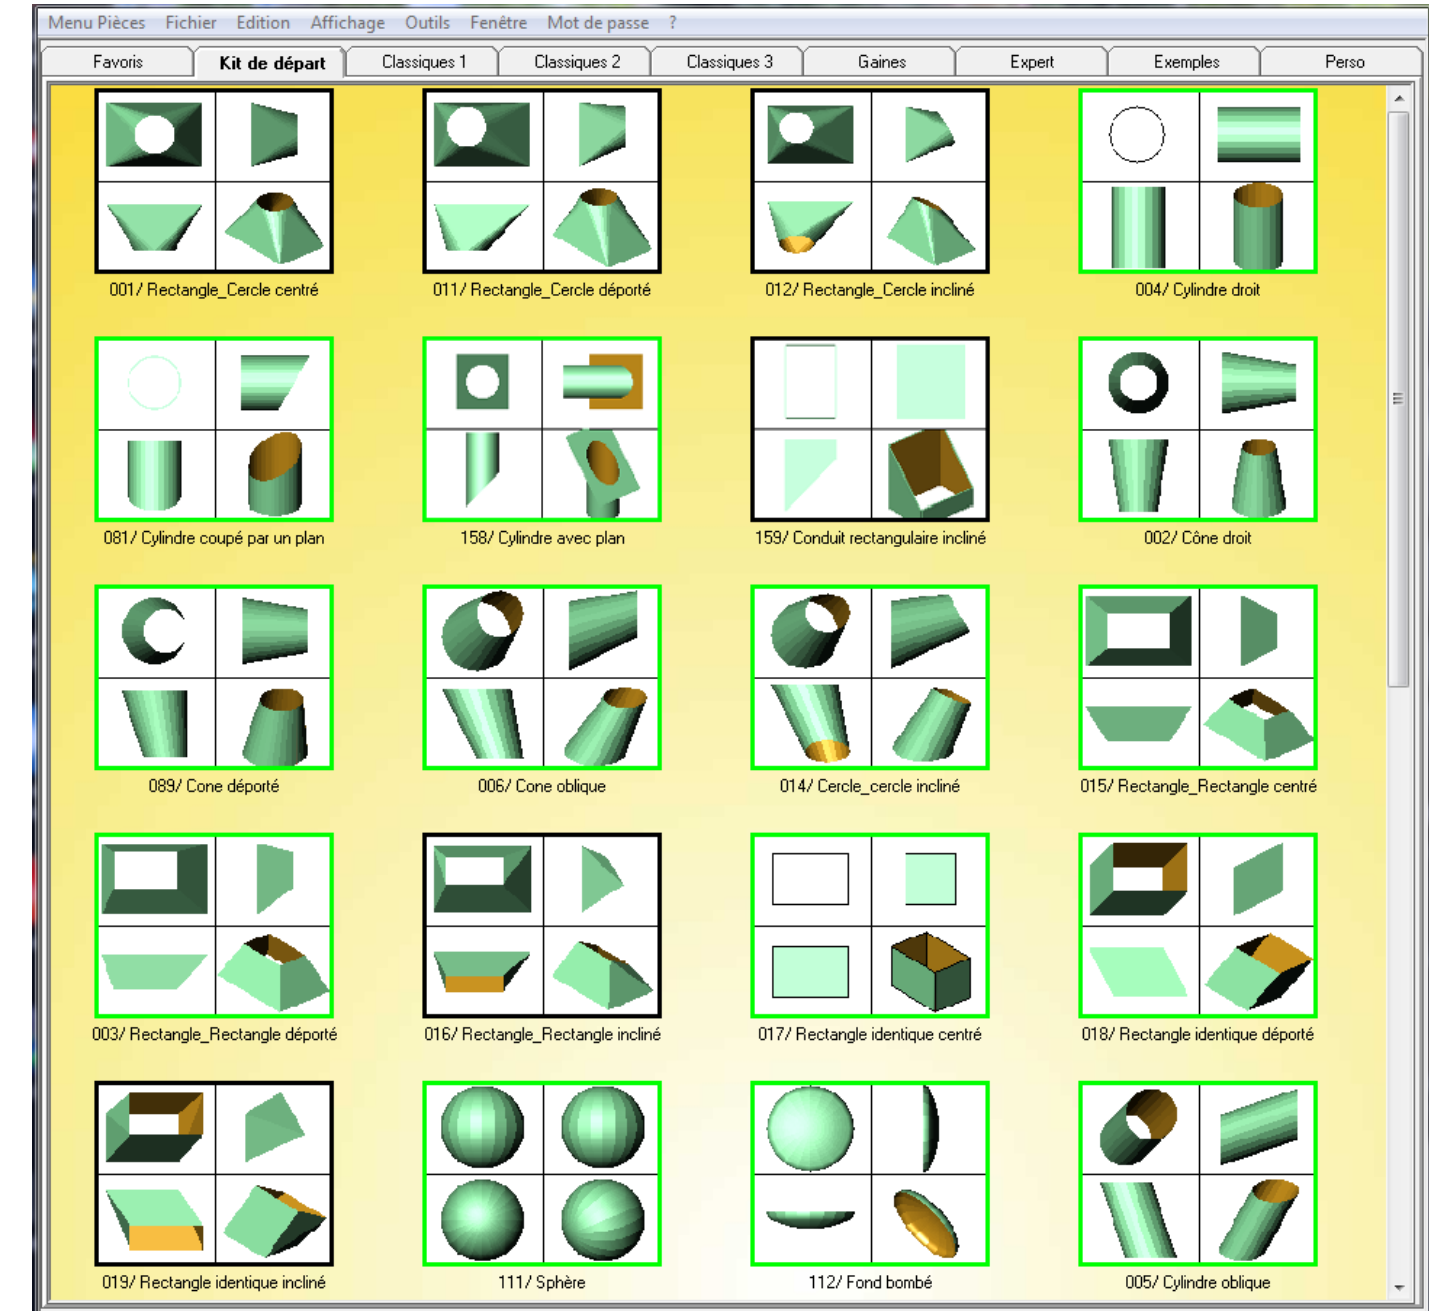 Menu Pièces Fichier Edition Affichage Outils Fenêtre Mot de passe ?
Favoris Kit de départ Classiques 1 Classiques 2 Classiques 3 Gaines Expert Exemples Perso
001/ Rectangle_Cercle centré 011/ Rectangle_Cercle déporté 012/ Rectangle_Cercle incliné 004/ Cylindre droit
081/ Cylindre coupé par un plan 158/ Cylindre avec plan 159/ Conduit rectangulaire incliné 002/ Cône droit
089/ Cone déporté 006/ Cone oblique 014/ Cercle_cercle incliné 015/ Rectangle_Rectangle centré
003/ Rectangle_Rectangle déporté 016/ Rectangle_Rectangle incliné 017/ Rectangle identique centré 018/ Rectangle identique déporté
019/ Rectangle identique incliné 111/ Sphère 112/ Fond bombé 005/ Cylindre oblique